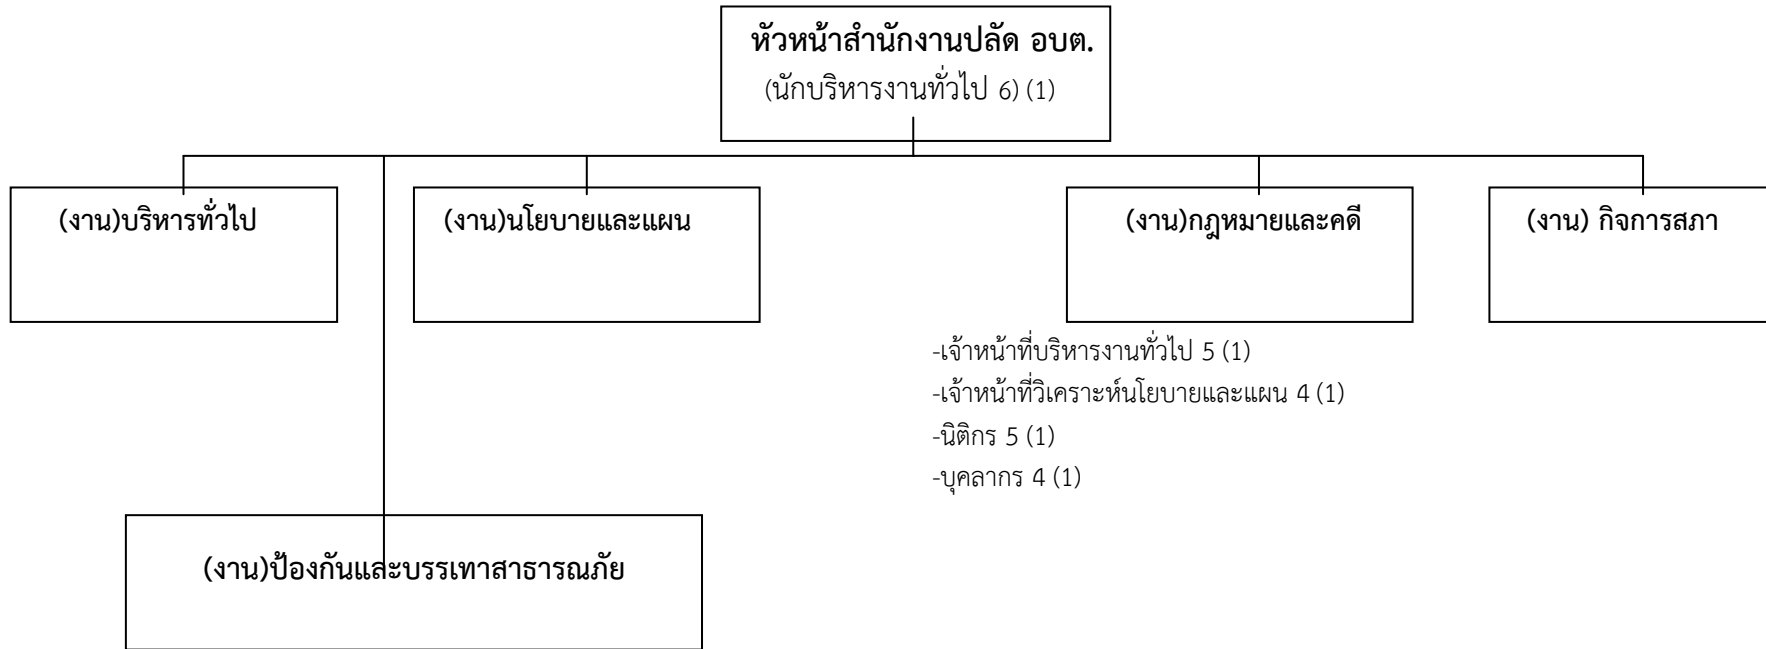 หัวหน้าสำนักงานปลัด อบต.
(นักบริหารงานทั่วไป 6) (1)
(งาน)บริหารทั่วไป
(งาน)นโยบายและแผน
(งาน)กฎหมายและคดี
(งาน) กิจการสภา
-เจ้าหน้าที่บริหารงานทั่วไป 5 (1)
-เจ้าหน้าที่วิเคราะห์นโยบายและแผน 4 (1)
-นิติกร 5 (1)
-บุคลากร 4 (1)
(งาน)ป้องกันและบรรเทาสาธารณภัย